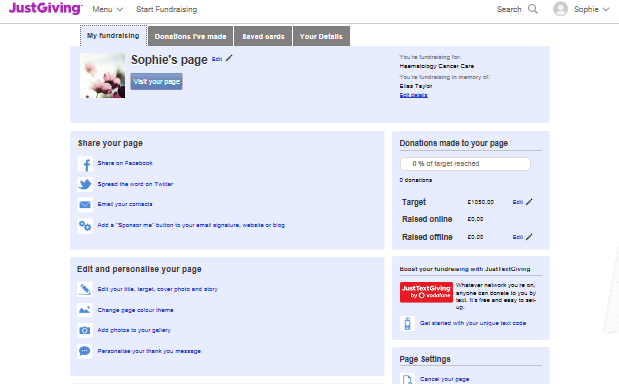 JustGiving™
Menu
Start Fundraising
Search
Sophie
My fundraising
Donations I've made
Saved cards
Your Details
Sophie's page
Edit
Visit your page
You're fundraising for:
Haematology Cancer Care
You're fundraising in memory of:
Elias Taylor
Edit details
Share your page
Share on Facebook
Spread the word on Twitter
Email your contacts
Add a "Sponsor me" button to your email signature, website or blog
Donations made to your page
0 % of target reached
0 donations
Target £1050.00 Edit
Raised online £0.00
Raised offline £0.00 Edit
Edit and personalise your page
Edit your title, target, cover photo and story
Change page colour theme
Add photos to your gallery
Personalise your thank you message
Boost your fundraising with JustTextGiving
JustTextGiving
by vodafone
Whatever network you're on,
anyone can donate to you by
text. It's free and easy to set-
up.
Get started with your unique text code
Page Settings
Cancel your page